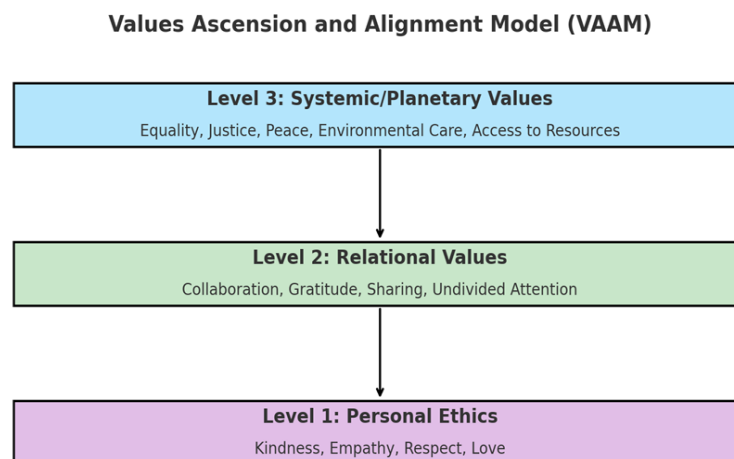 Values Ascension and Alignment Model (VAAM)
Level 3: Systemic/Planetary Values
Equality, Justice, Peace, Environmental Care, Access to Resources
Level 2: Relational Values
Collaboration, Gratitude, Sharing, Undivided Attention
Level 1: Personal Ethics
Kindness, Empathy, Respect, Love